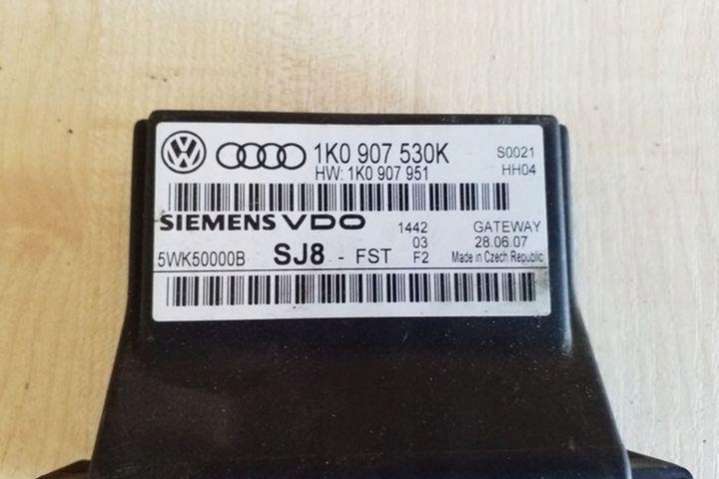 1K0 907 530K S0021
HW: 1K0 907 951 HH04
SIEMENS VDO 1442 GATEWAY
03 28.06.07
5WK50000B SJ8 - FST F2 Made in Czech Republic